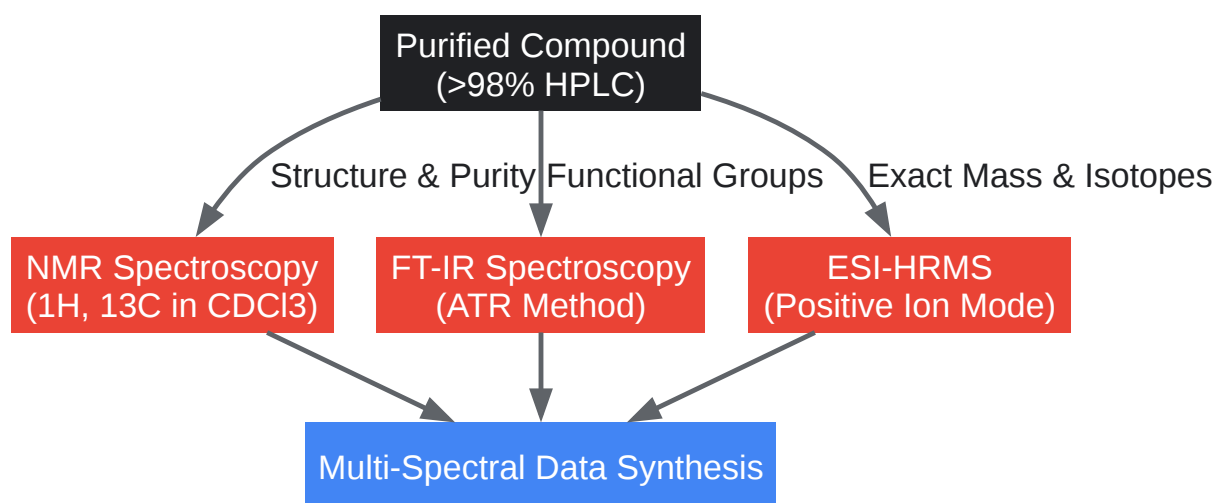 Purified Compound
(>98% HPLC)
Structure & Purity
Functional Groups
Exact Mass & Isotopes
NMR Spectroscopy
(1H, 13C in CDCl3)
FT-IR Spectroscopy
(ATR Method)
ESI-HRMS
(Positive Ion Mode)
Multi-Spectral Data Synthesis